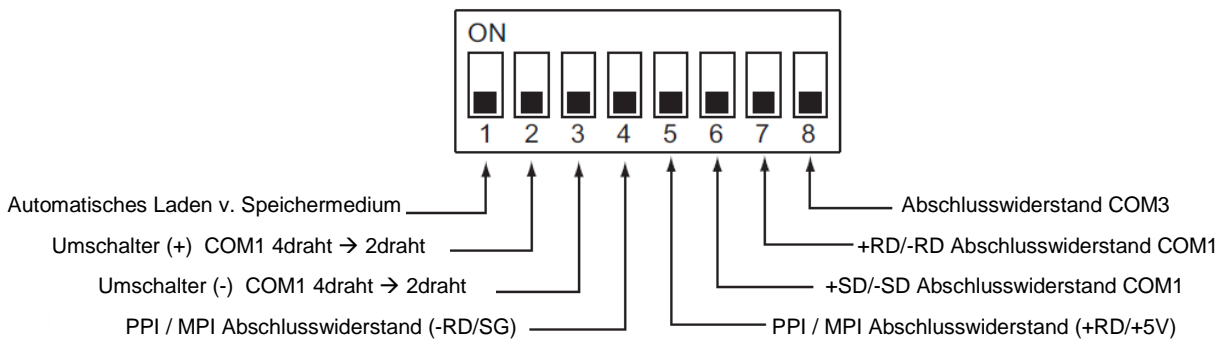 ON
1 2 3 4 5 6 7 8
Automatisches Laden v. Speichermedium
Abschlusswiderstand COM3
Umschalter (+) COM1 4draht → 2draht
+RD/-RD Abschlusswiderstand COM1
Umschalter (-) COM1 4draht → 2draht
+SD/-SD Abschlusswiderstand COM1
PPI / MPI Abschlusswiderstand (-RD/SG)
PPI / MPI Abschlusswiderstand (+RD/+5V)